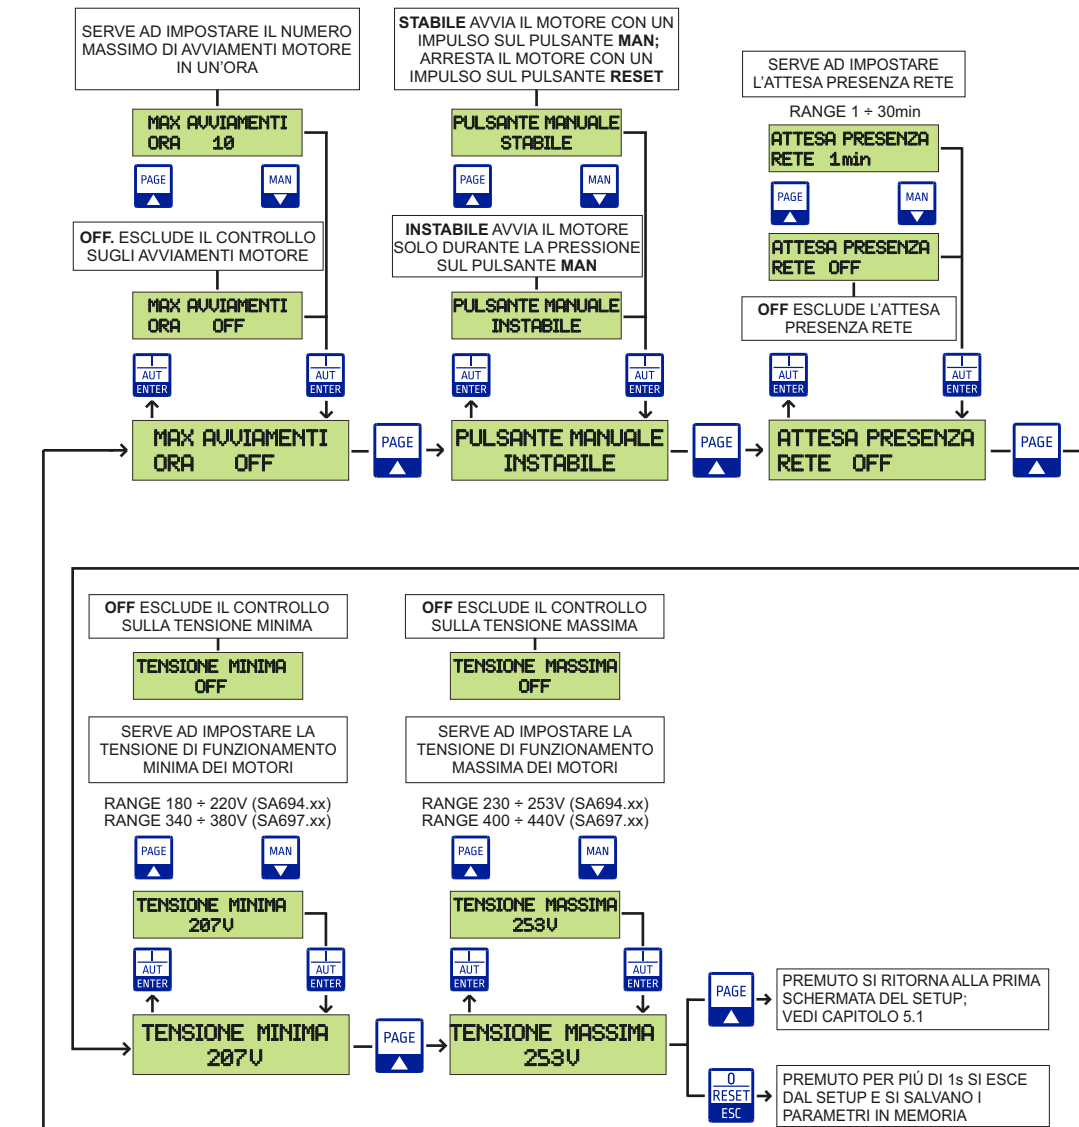 SERVE AD IMPOSTARE IL NUMERO
MASSIMO DI AVVIAMENTI MOTORE
IN UN'ORA
MAX AVVIAMENTI
ORA 10
PAGE
MAN
OFF. ESCLUDE IL CONTROLLO
SUGLI AVVIAMENTI MOTORE
MAX AVVIAMENTI
ORA OFF
AUT
ENTER
AUT
ENTER
MAX AVVIAMENTI
ORA OFF
PAGE
STABILE AVVIA IL MOTORE CON UN
IMPULSO SUL PULSANTE MAN;
ARRESTA IL MOTORE CON UN
IMPULSO SUL PULSANTE RESET
PULSANTE MANUALE
STABILE
PAGE
MAN
INSTABILE AVVIA IL MOTORE
SOLO DURANTE LA PRESSIONE
SUL PULSANTE MAN
PULSANTE MANUALE
INSTABILE
AUT
ENTER
AUT
ENTER
PULSANTE MANUALE
INSTABILE
PAGE
SERVE AD IMPOSTARE
L'ATTESA PRESENZA RETE
RANGE 1 ÷ 30min
ATTESA PRESENZA
RETE 1min
PAGE
MAN
ATTESA PRESENZA
RETE OFF
OFF ESCLUDE L'ATTESA
PRESENZA RETE
AUT
ENTER
AUT
ENTER
ATTESA PRESENZA
RETE OFF
PAGE
OFF ESCLUDE IL CONTROLLO
SULLA TENSIONE MINIMA
TENSIONE MINIMA
OFF
SERVE AD IMPOSTARE LA
TENSIONE DI FUNZIONAMENTO
MINIMA DEI MOTORI
RANGE 180 ÷ 220V (SA694.xx)
RANGE 340 ÷ 380V (SA697.xx)
PAGE
MAN
TENSIONE MINIMA
207V
AUT
ENTER
AUT
ENTER
TENSIONE MINIMA
207V
PAGE
OFF ESCLUDE IL CONTROLLO
SULLA TENSIONE MASSIMA
TENSIONE MASSIMA
OFF
SERVE AD IMPOSTARE LA
TENSIONE DI FUNZIONAMENTO
MASSIMA DEI MOTORI
RANGE 230 ÷ 253V (SA694.xx)
RANGE 400 ÷ 440V (SA697.xx)
PAGE
MAN
TENSIONE MASSIMA
253V
AUT
ENTER
AUT
ENTER
TENSIONE MASSIMA
253V
PAGE
PREMUTO SI RITORNA ALLA PRIMA
SCHERMATA DEL SETUP;
VEDI CAPITOLO 5.1
0
RESET
ESC
PREMUTO PER PIÚ DI 1s SI ESCE
DAL SETUP E SI SALVANO I
PARAMETRI IN MEMORIA